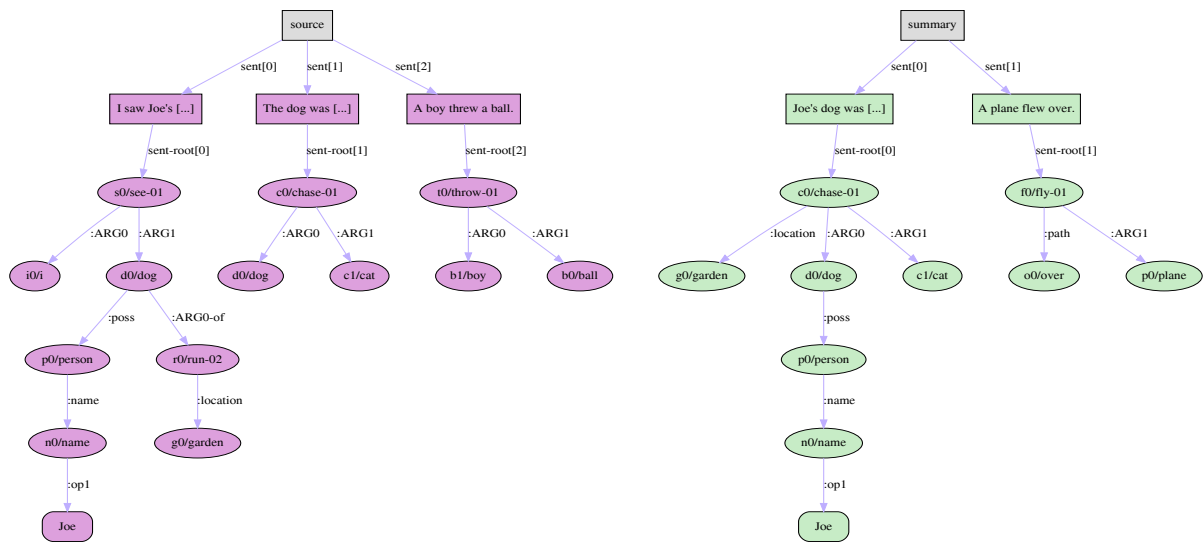 source
summary
sent[0]
sent[1]
sent[2]
sent[0]
sent[1]
I saw Joe's [...]
The dog was [...]
A boy threw a ball.
Joe's dog was [...]
A plane flew over.
sent-root[0]
sent-root[1]
sent-root[2]
sent-root[0]
sent-root[1]
s0/see-01
c0/chase-01
t0/throw-01
c0/chase-01
f0/fly-01
:ARG0
:ARG1
:ARG0
:ARG1
:ARG0
:ARG1
:location
:ARG0
:ARG1
:path
:ARG1
i0/i
d0/dog
d0/dog
c1/cat
b1/boy
b0/ball
g0/garden
d0/dog
c1/cat
o0/over
p0/plane
:poss
:ARG0-of
:poss
p0/person
r0/run-02
p0/person
:name
:location
:name
n0/name
g0/garden
n0/name
:op1
:op1
Joe
Joe